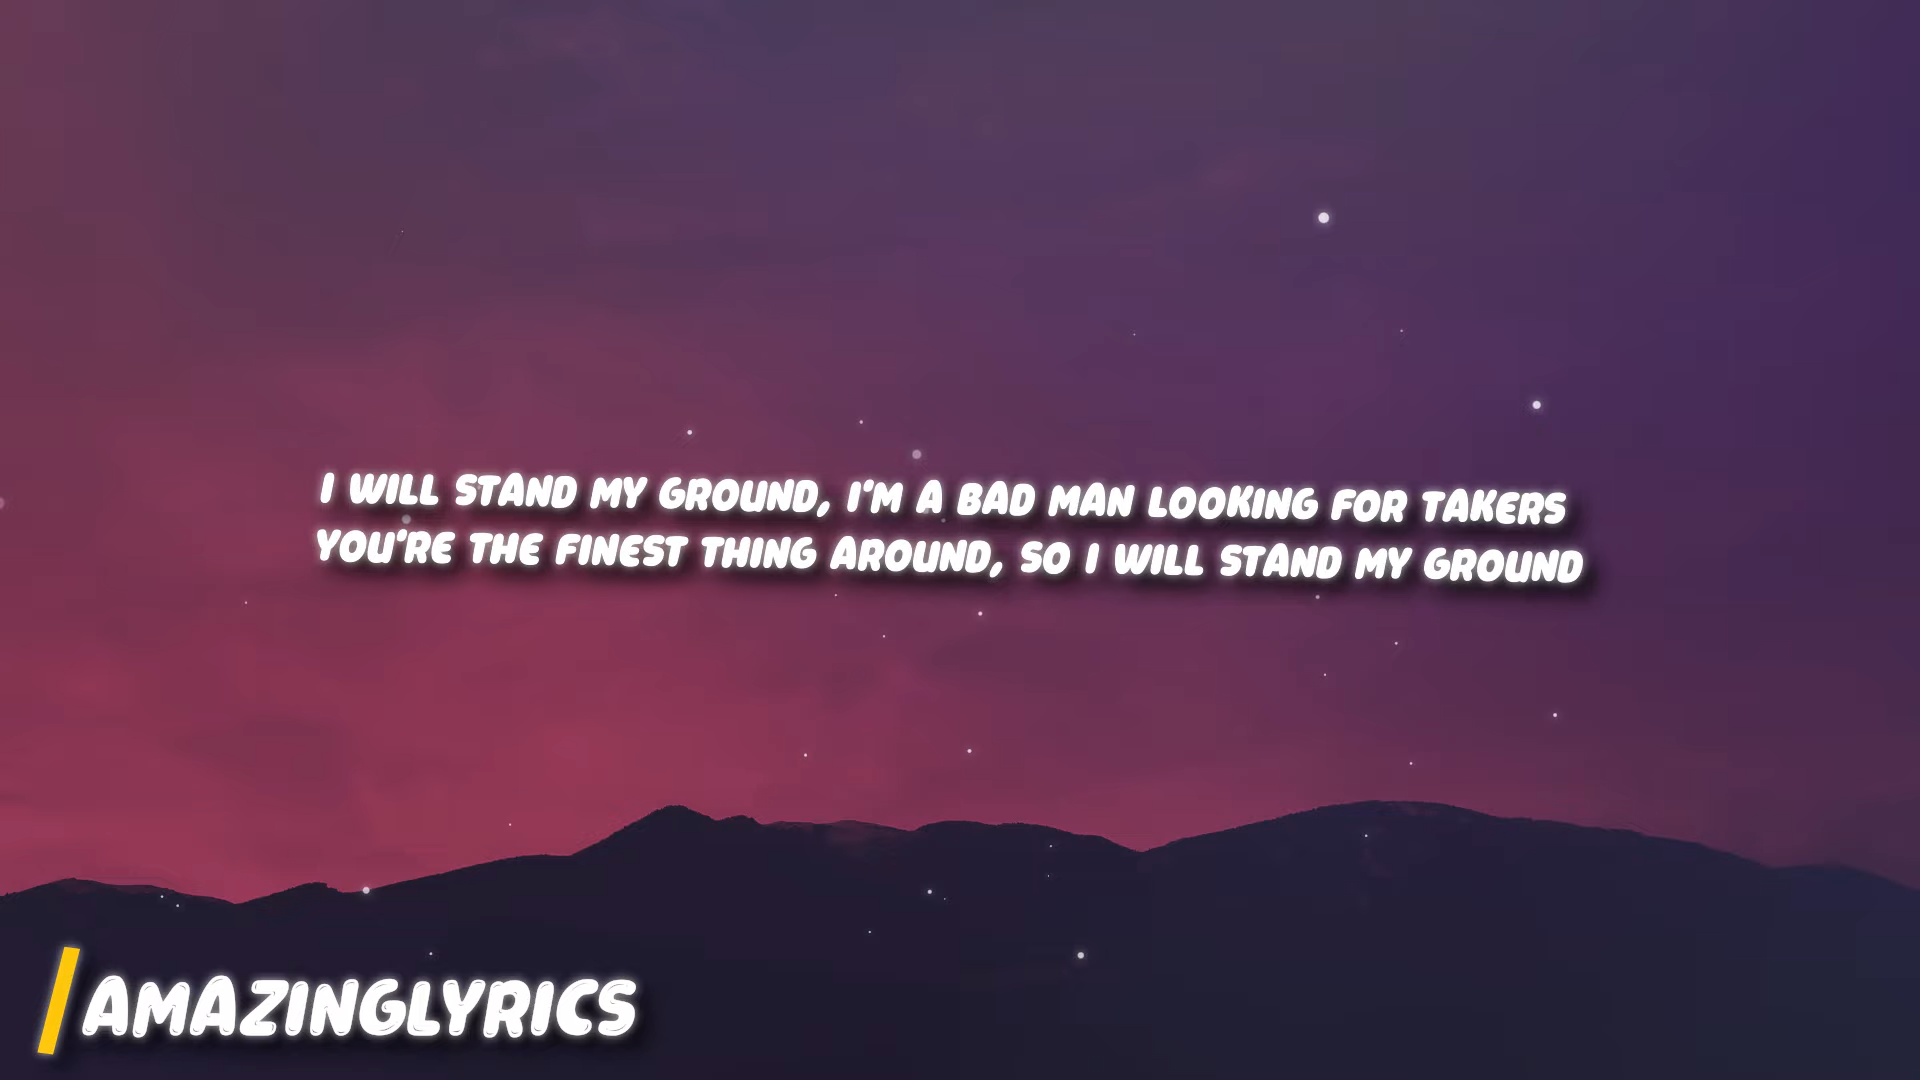 I WILL STAND MY GROUND, I'M A BAD MAN LOOKING FOR TAKERS
YOU'RE THE FINEST THING AROUND, SO I WILL STAND MY GROUND
AMAZINGLYRICS